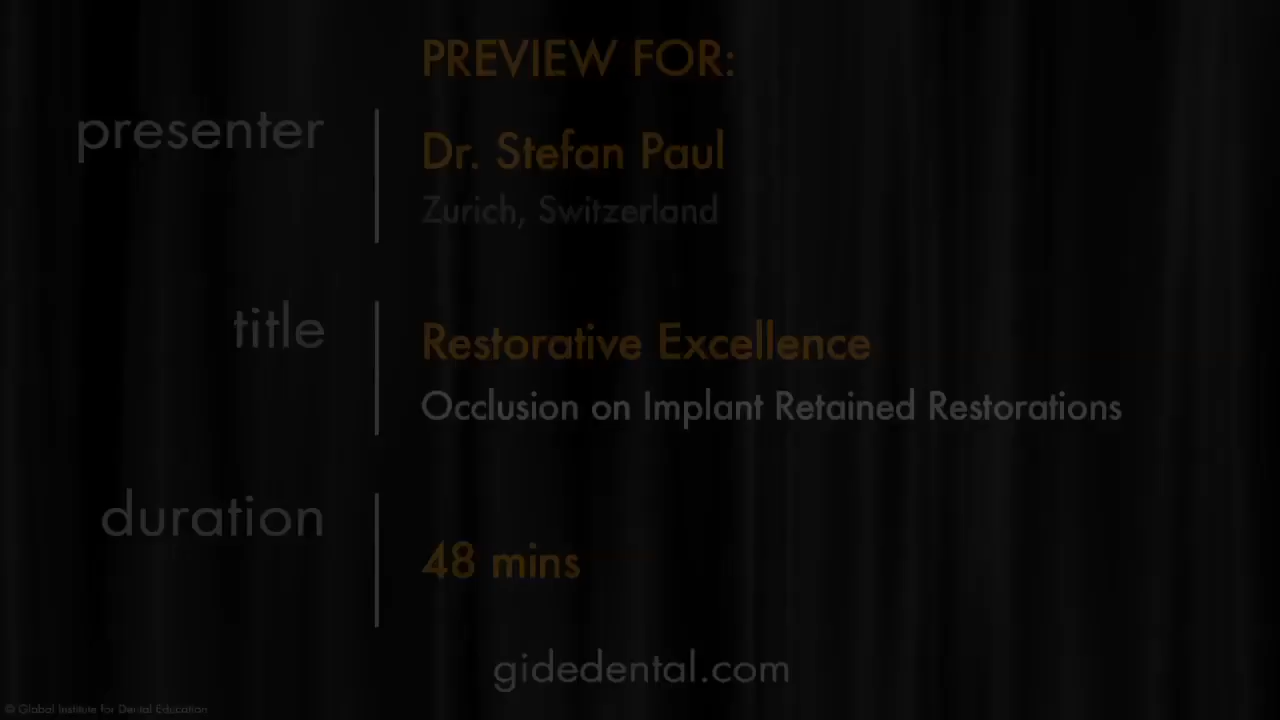 PREVIEW FOR:
presenter
Dr. Stefan Paul
Zurich, Switzerland
title
Restorative Excellence
Occlusion on Implant Retained Restorations
duration
48 mins
gidedental.com
© Global Institute for Dental Education